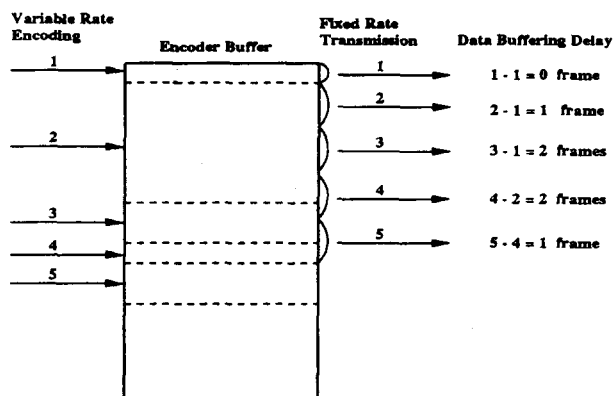 Variable Rate
Encoding
Encoder Buffer
Fixed Rate
Transmission
Data Buffering Delay
1
1
1 - 1 = 0 frame
2
2 - 1 = 1 frame
2
3
3 - 1 = 2 frames
4
4 - 2 = 2 frames
3
5
5 - 4 = 1 frame
4
5